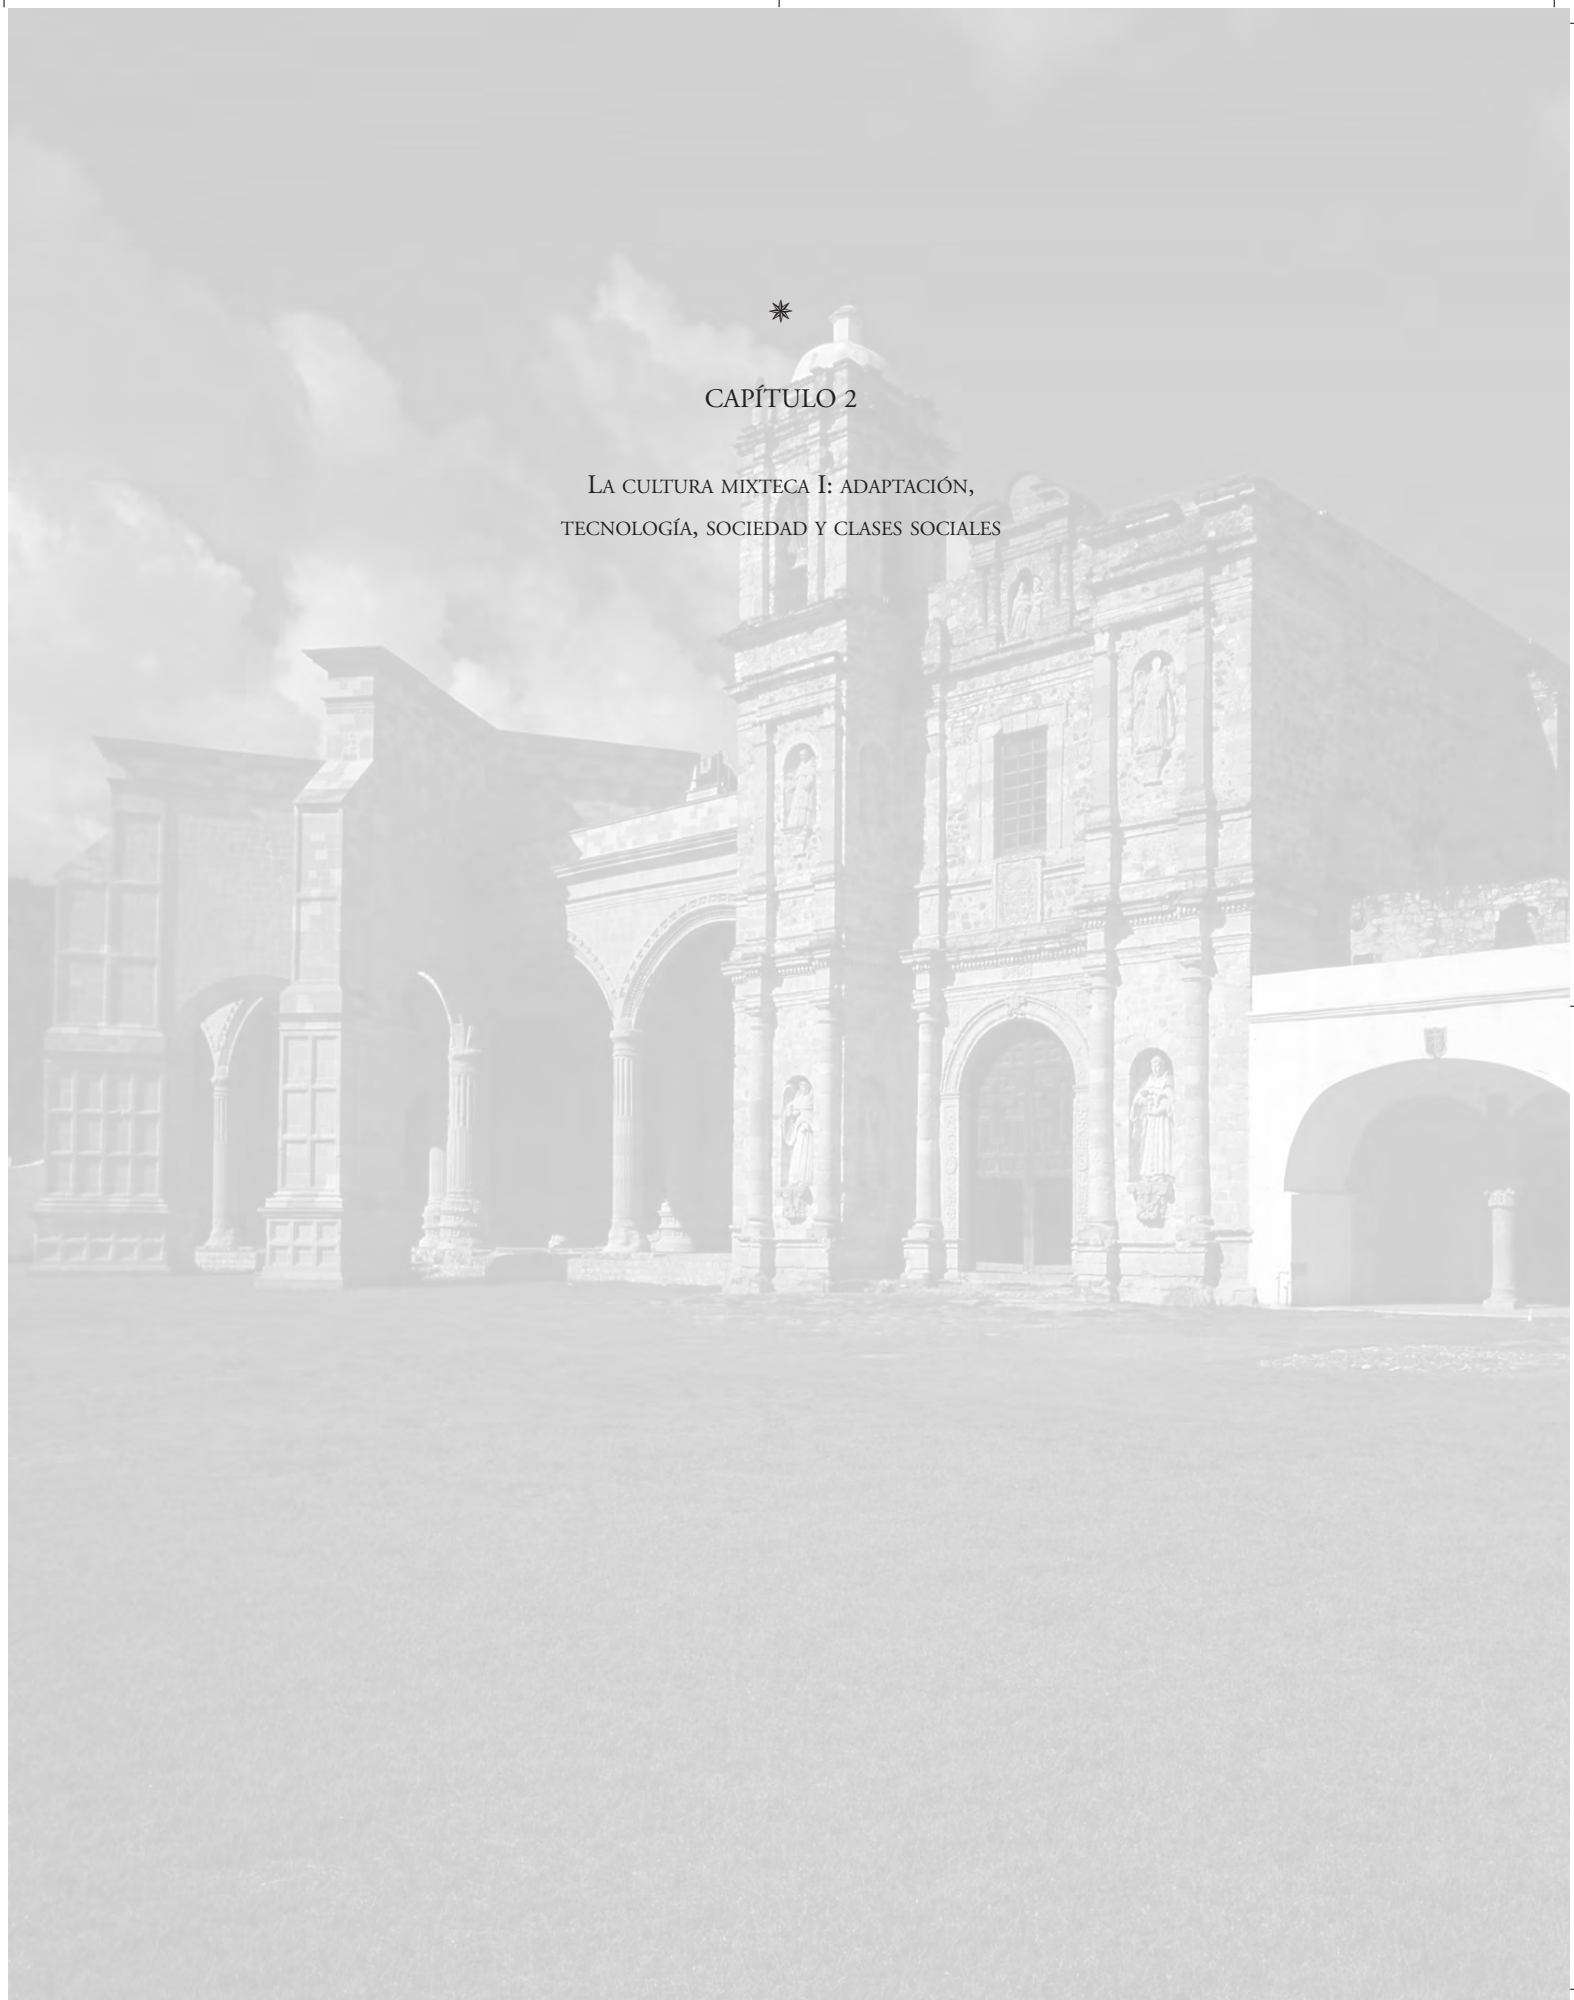 CAPÍTULO 2
La cultura mixteca I: adaptación,
tecnología, sociedad y clases sociales